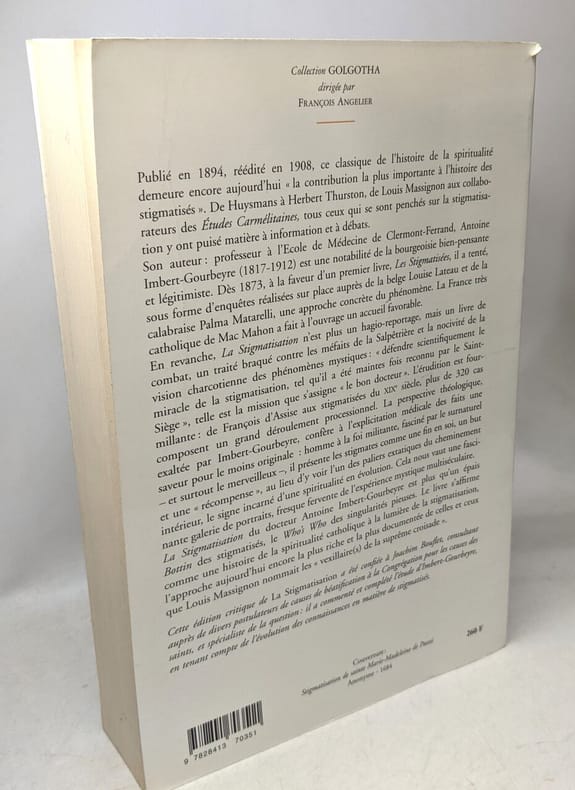 Collection GOLGOTHA
dirigée par
FRANÇOIS ANGELIER
Publié en 1894, réédité en 1908, ce classique de l'histoire de la spiritualité
demeure encore aujourd'hui « la contribution la plus importante à l'histoire des
stigmatisés ». De Huysmans à Herbert Thurston, de Louis Massignon aux collabo-
rateurs des Études Carmélitaines, tous ceux qui se sont penchés sur la stigmatisa-
tion y ont puisé matière à information et à débats.
Son auteur : professeur à l'Ecole de Médecine de Clermont-Ferrand, Antoine
Imbert-Gourbeyre (1817-1912) est une notabilité de la bourgeoisie bien-pensante
et légitimiste. Dès 1873, à la faveur d'un premier livre, Les Stigmatisées, il a tenté,
sous forme d'enquêtes réalisées sur place auprès de la belge Louise Lateau et de la
calabraise Palma Matarelli, une approche concrète du phénomène. La France très
catholique de Mac Mahon a fait à l'ouvrage un accueil favorable.
En revanche, La Stigmatisation n'est plus un hagio-reportage, mais un livre de
combat, un traité braqué contre les méfaits de la Salpêtrière et la nocivité de la
vision charcotienne des phénomènes mystiques : « défendre scientifiquement le
miracle de la stigmatisation, tel qu'il a été maintes fois reconnu par le Saint-
Siège », telle est la mission que s'assigne « le bon docteur ». L'érudition est four-
millante : de François d'Assise aux stigmatisées du XIXe siècle, plus de 320 cas
composent un grand déroulement processionnel. La perspective théologique,
exaltée par Imbert-Gourbeyre, confère à l'explicitation médicale des faits une
saveur pour le moins originale : homme à la foi militante, fasciné par le surnaturel
– et surtout le merveilleux –, il présente les stigmates comme une fin en soi, un but
et une « récompense », au lieu d'y voir l'un des paliers extatiques du cheminement
intérieur, le signe incarné d'une spiritualité en évolution. Cela nous vaut une fasci-
nante galerie de portraits, fresque fervente de l'expérience mystique multiséculaire.
La Stigmatisation du docteur Antoine Imbert-Gourbeyre est plus qu'un épais
Bottin des stigmatisés, le Who's Who des singularités pieuses. Le livre s'affirme
comme une histoire de la spiritualité catholique à la lumière de la stigmatisation,
l'approche aujourd'hui encore la plus riche et la plus documentée de celles et ceux
que Louis Massignon nommait les « vexillaire(s) de la suprême croisade ».
Cette édition critique de La Stigmatisation a été confiée à Joachim Bouflet, consultant
auprès de divers postulateurs de causes de béatification à la Congrégation pour les causes des
saints, et spécialiste de la question : il a commenté et complété l'étude d'Imbert-Gourbeyre,
en tenant compte de l'évolution des connaissances en matière de stigmatisés.
260 F
Couverture :
Stigmatisation de sainte Marie-Madeleine de Pazzi
Anonyme - 1684
9 782841 370351